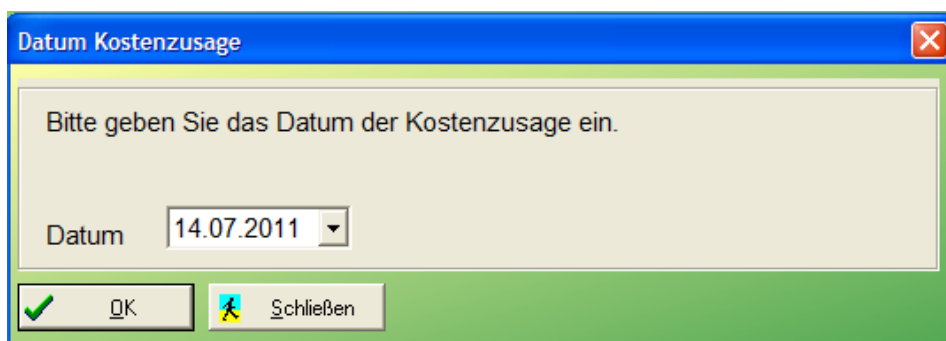 Datum Kostenzusage
Bitte geben Sie das Datum der Kostenzusage ein.
Datum 14.07.2011
OK Schließen